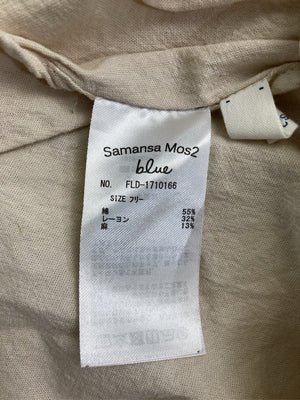 Samansa Mos2
blue
NO. FLD-1710166
SIZE フリー
綿 55%
レーヨン 32%
麻 13%